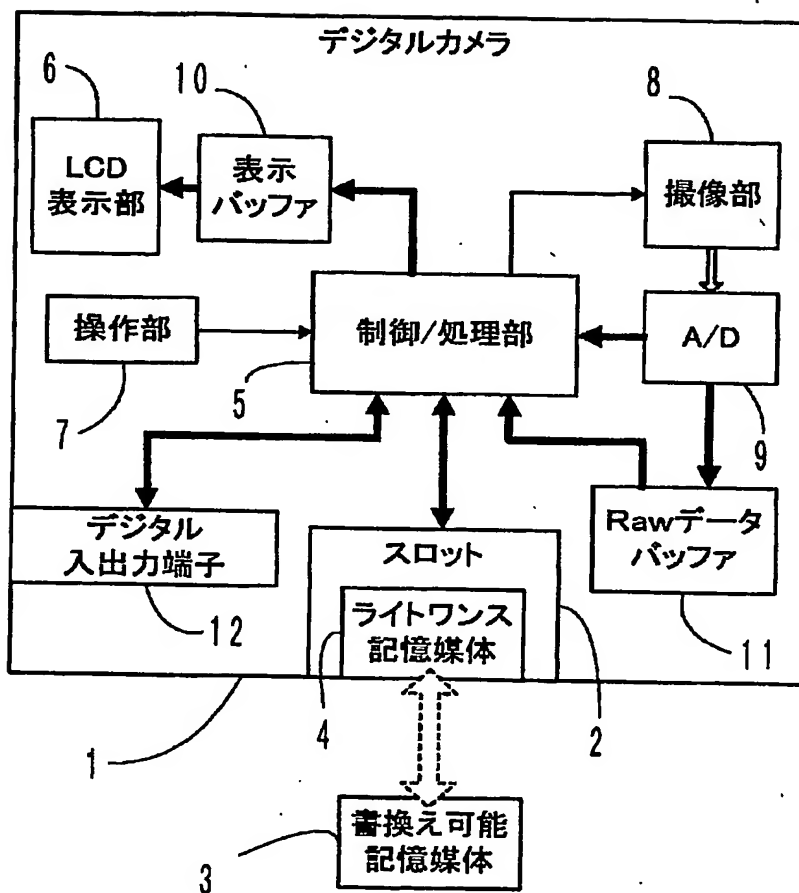 デジタルカメラ
6
10
8
LCD
表示部
表示
バッファ
撮像部
操作部
制御/処理部
A/D
7
5
9
デジタル
入出力端子
スロット
Rawデータ
バッファ
ライトワンス
記憶媒体
12
4
2
11
1
書換え可能
記憶媒体
3